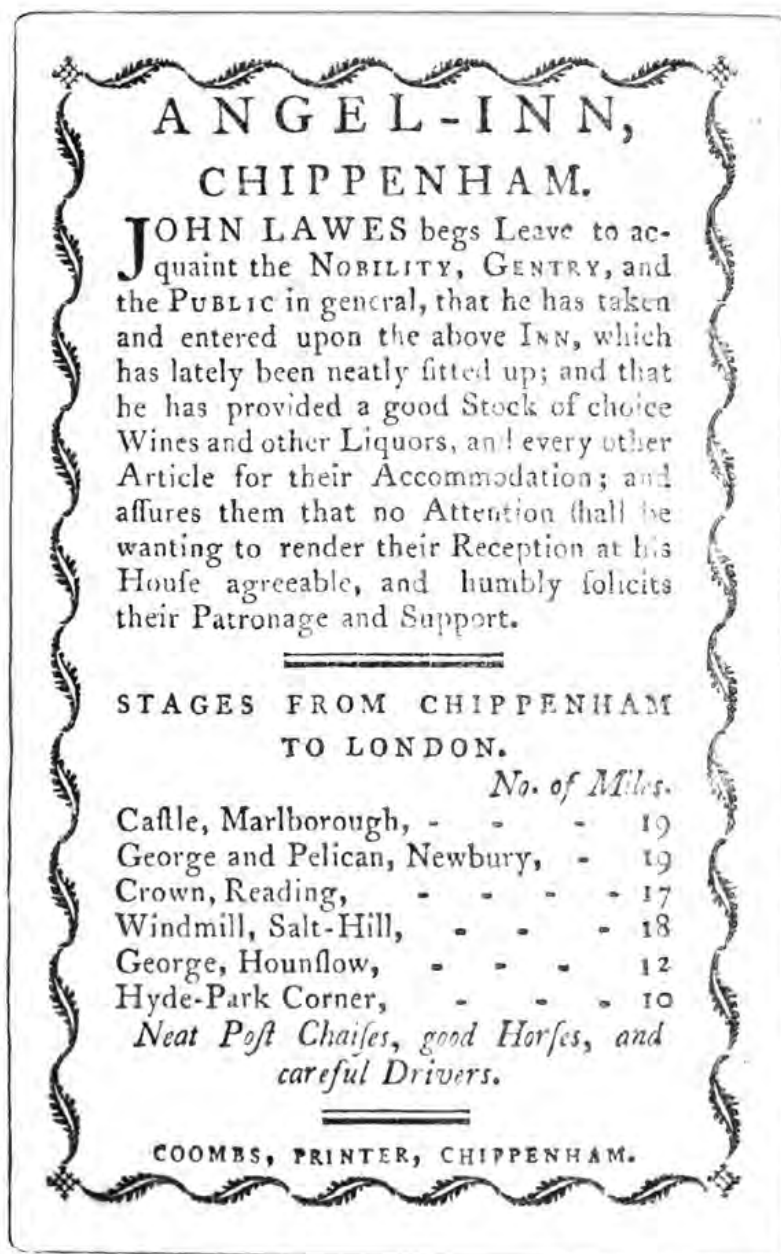 ANGEL-INN,
CHIPPENHAM.
JOHN LAWES begs Leave to ac-
quaint the NOBILITY, GENTRY, and
the PUBLIC in general, that he has taken
and entered upon the above INN, which
has lately been neatly fitted up; and that
he has provided a good Stock of choice
Wines and other Liquors, and every other
Article for their Accommodation; and
aſſures them that no Attention ſhall be
wanting to render their Reception at his
Houſe agreeable, and humbly ſolicits
their Patronage and Support.
STAGES FROM CHIPPENHAM
TO LONDON.
No. of Miles.
Caſtle, Marlborough, - - - 19
George and Pelican, Newbury, - 19
Crown, Reading, - - - - 17
Windmill, Salt-Hill, - - - 18
George, Hounſlow, - - - 12
Hyde-Park Corner, - - - 10
Neat Poſt Chaiſes, good Horſes, and
careful Drivers.
COOMBS, PRINTER, CHIPPENHAM.